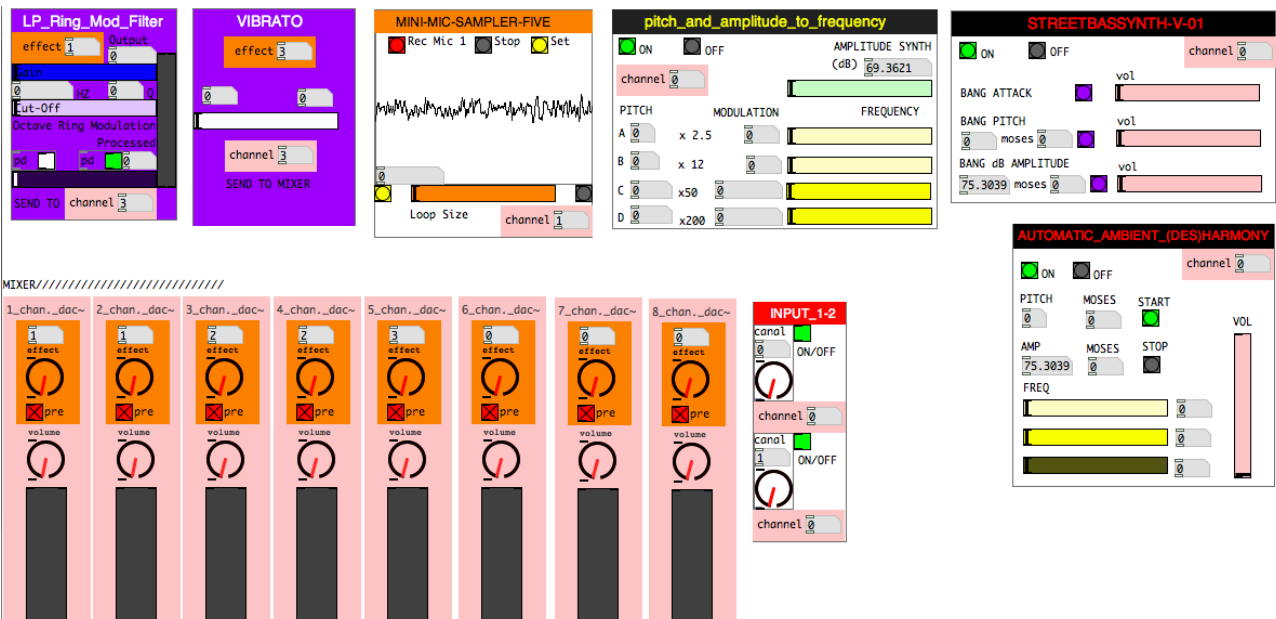 LP_Ring_Mod_Filter
effect 1
Output
0
Gain
0 HZ 0 Q
Cut-Off
Octave Ring Modulation
Processed
pd pd 0
SEND TO channel 3
VIBRATO
effect 3
0 0
channel 3
SEND TO MIXER
MINI-MIC-SAMPLER-FIVE
Rec Mic 1 Stop Set
0
Loop Size
channel 1
pitch_and_amplitude_to_frequency
ON OFF
AMPLITUDE SYNTH
(dB) 69.3621
channel 0
PITCH MODULATION FREQUENCY
A 0 x 2.5 0
B 0 x 12 0
C 0 x50 0
D 0 x200 0
STREETBASSYNTH-V-01
ON OFF channel 0
vol
BANG ATTACK
BANG PITCH vol
0 moses 0
BANG dB AMPLITUDE vol
75.3039 moses 0
AUTOMATIC_AMBIENT_(DES)HARMONY
channel 0
ON OFF
PITCH MOSES START
0 0
VOL
AMP MOSES STOP
75.3039 0
FREQ
0
0
0
MIXER/////////////////////////////
1_chan._dac~ 2_chan._dac~ 3_chan._dac~ 4_chan._dac~ 5_chan._dac~ 6_chan._dac~ 7_chan._dac~ 8_chan._dac~
1 1 2 2 3 0 0 0
effect effect effect effect effect effect effect effect
pre pre pre pre pre pre pre pre
volume volume volume volume volume volume volume volume
INPUT_1-2
canal
0 ON/OFF
channel 0
canal
1 ON/OFF
channel 0